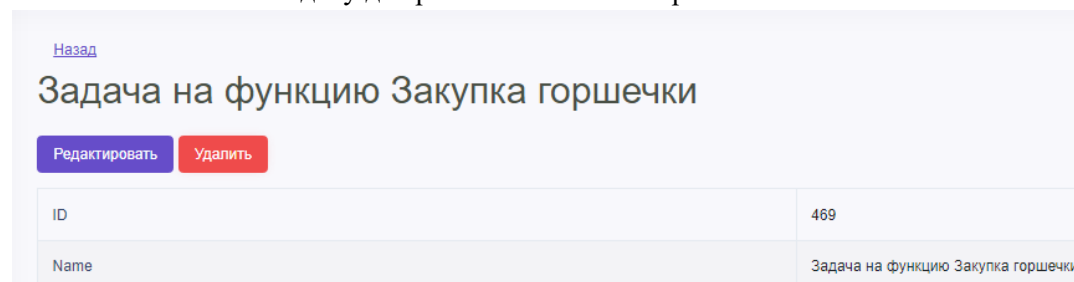 Назад
Задача на функцию Закупка горшечки
Редактировать Удалить
ID 469
Name Задача на функцию Закупка горшечки